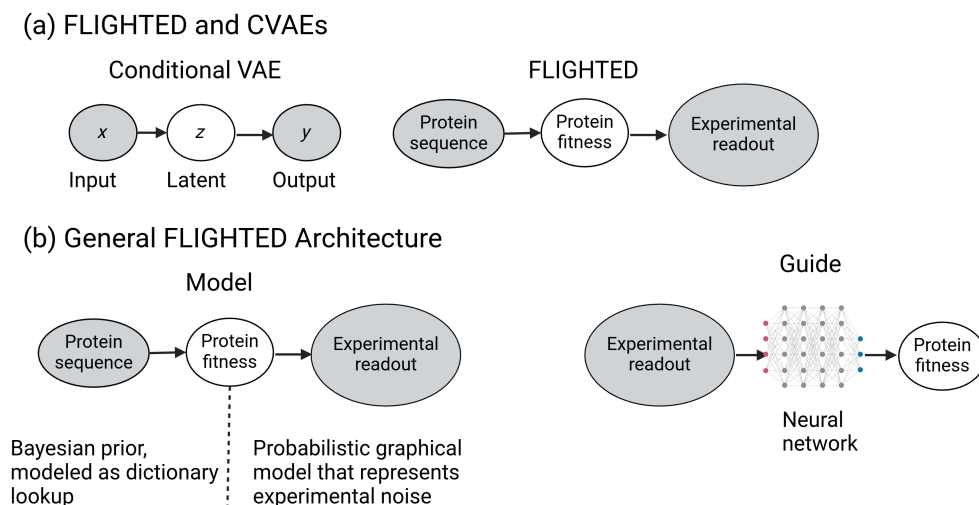 (a) FLIGHTED and CVAEs
Conditional VAE
FLIGHTED
x
z
y
Input
Latent
Output
Protein
sequence
Protein
fitness
Experimental
readout
(b) General FLIGHTED Architecture
Model
Protein
sequence
Protein
fitness
Experimental
readout
Bayesian prior,
modeled as dictionary
lookup
Probabilistic graphical
model that represents
experimental noise
Guide
Experimental
readout
Neural
network
Protein
fitness